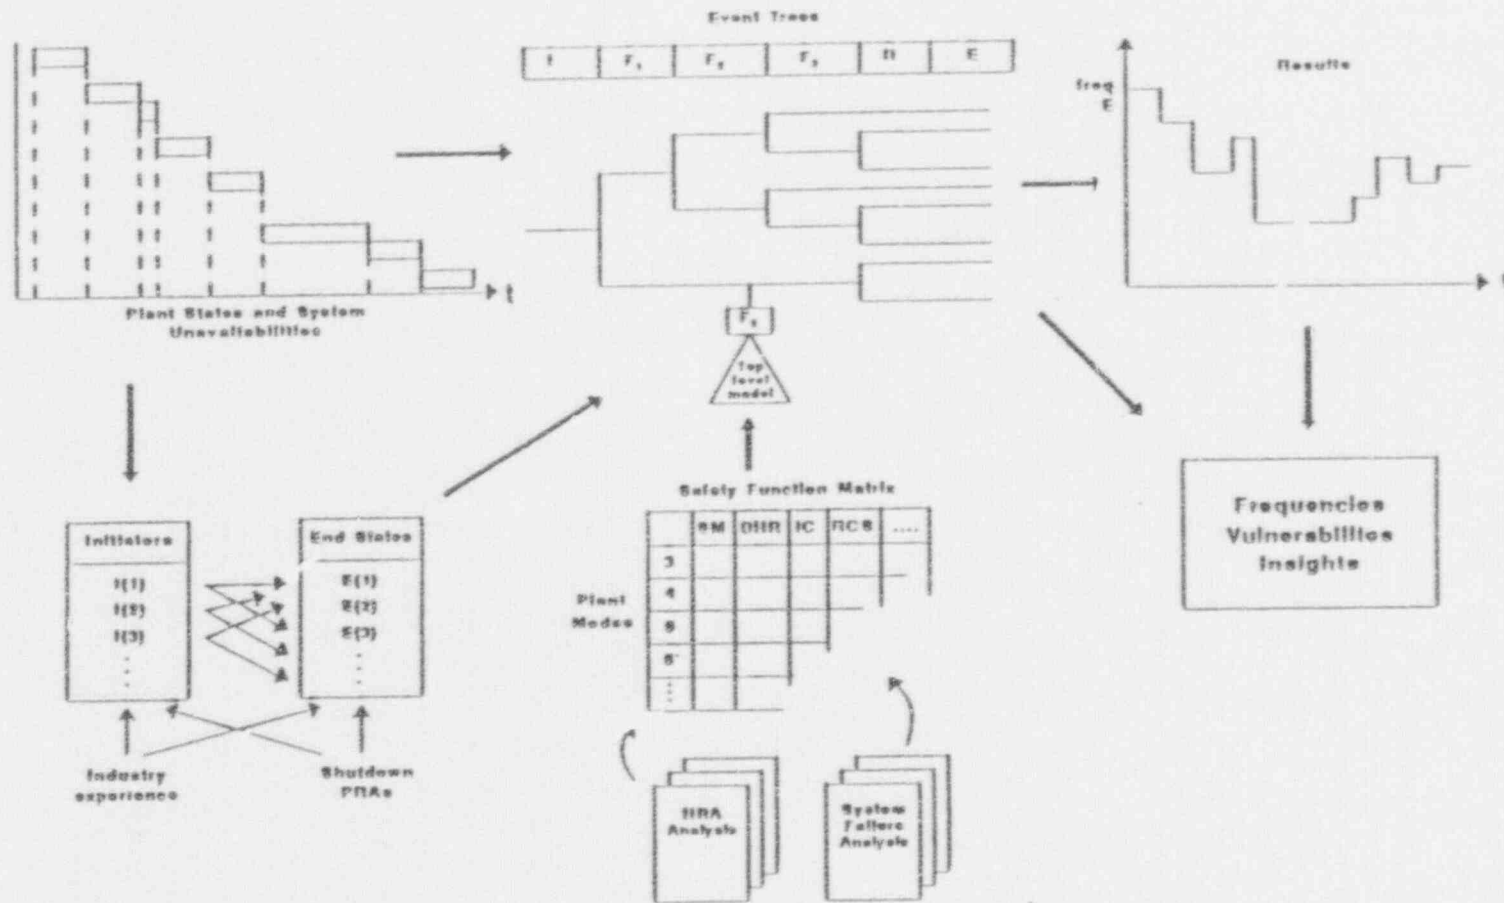 Event Trees
I F₁ F₂ F₃ R E
Results
freq
E
t
Plant States and System
Unavailabilities
F₂
Top
level
model
Safety Function Matrix
SM DHR IC RCS ....
3
4
5
Plant
Modes
Initiators
I(1)
I(2)
I(3)
End States
E(1)
E(2)
E(3)
Frequencies
Vulnerabilities
Insights
Industry
experience
Shutdown
PRAs
HRA
Analysis
System
Failure
Analysis